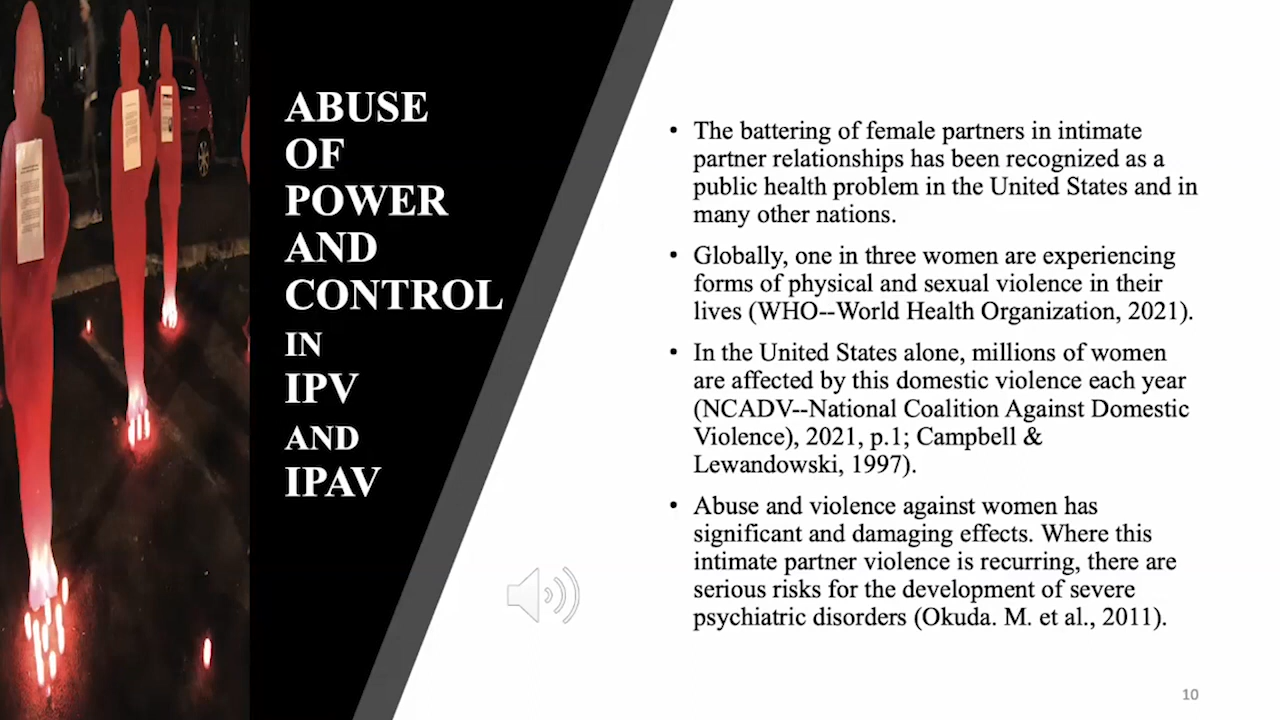 ABUSE
OF
POWER
AND
CONTROL
IN
IPV
AND
IPAV
• The battering of female partners in intimate
partner relationships has been recognized as a
public health problem in the United States and in
many other nations.
• Globally, one in three women are experiencing
forms of physical and sexual violence in their
lives (WHO--World Health Organization, 2021).
• In the United States alone, millions of women
are affected by this domestic violence each year
(NCADV--National Coalition Against Domestic
Violence), 2021, p.1; Campbell &
Lewandowski, 1997).
• Abuse and violence against women has
significant and damaging effects. Where this
intimate partner violence is recurring, there are
serious risks for the development of severe
psychiatric disorders (Okuda. M. et al., 2011).
10